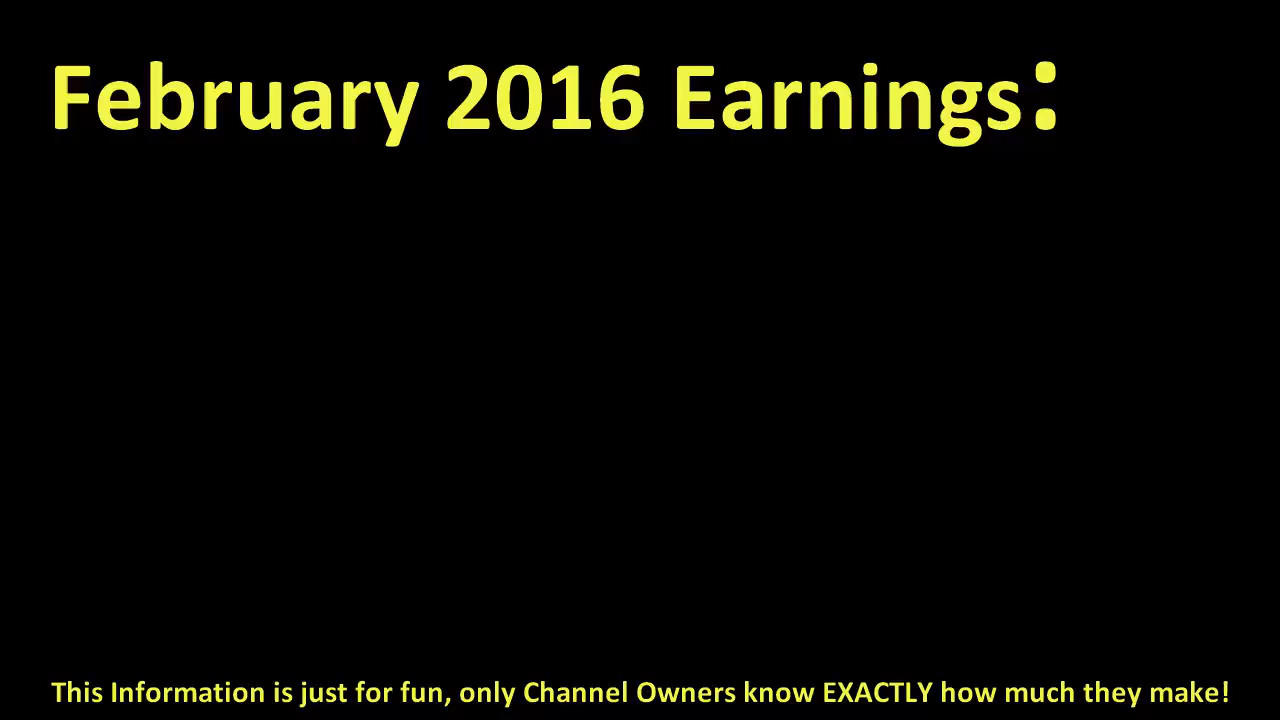 February 2016 Earnings:
This Information is just for fun, only Channel Owners know EXACTLY how much they make!